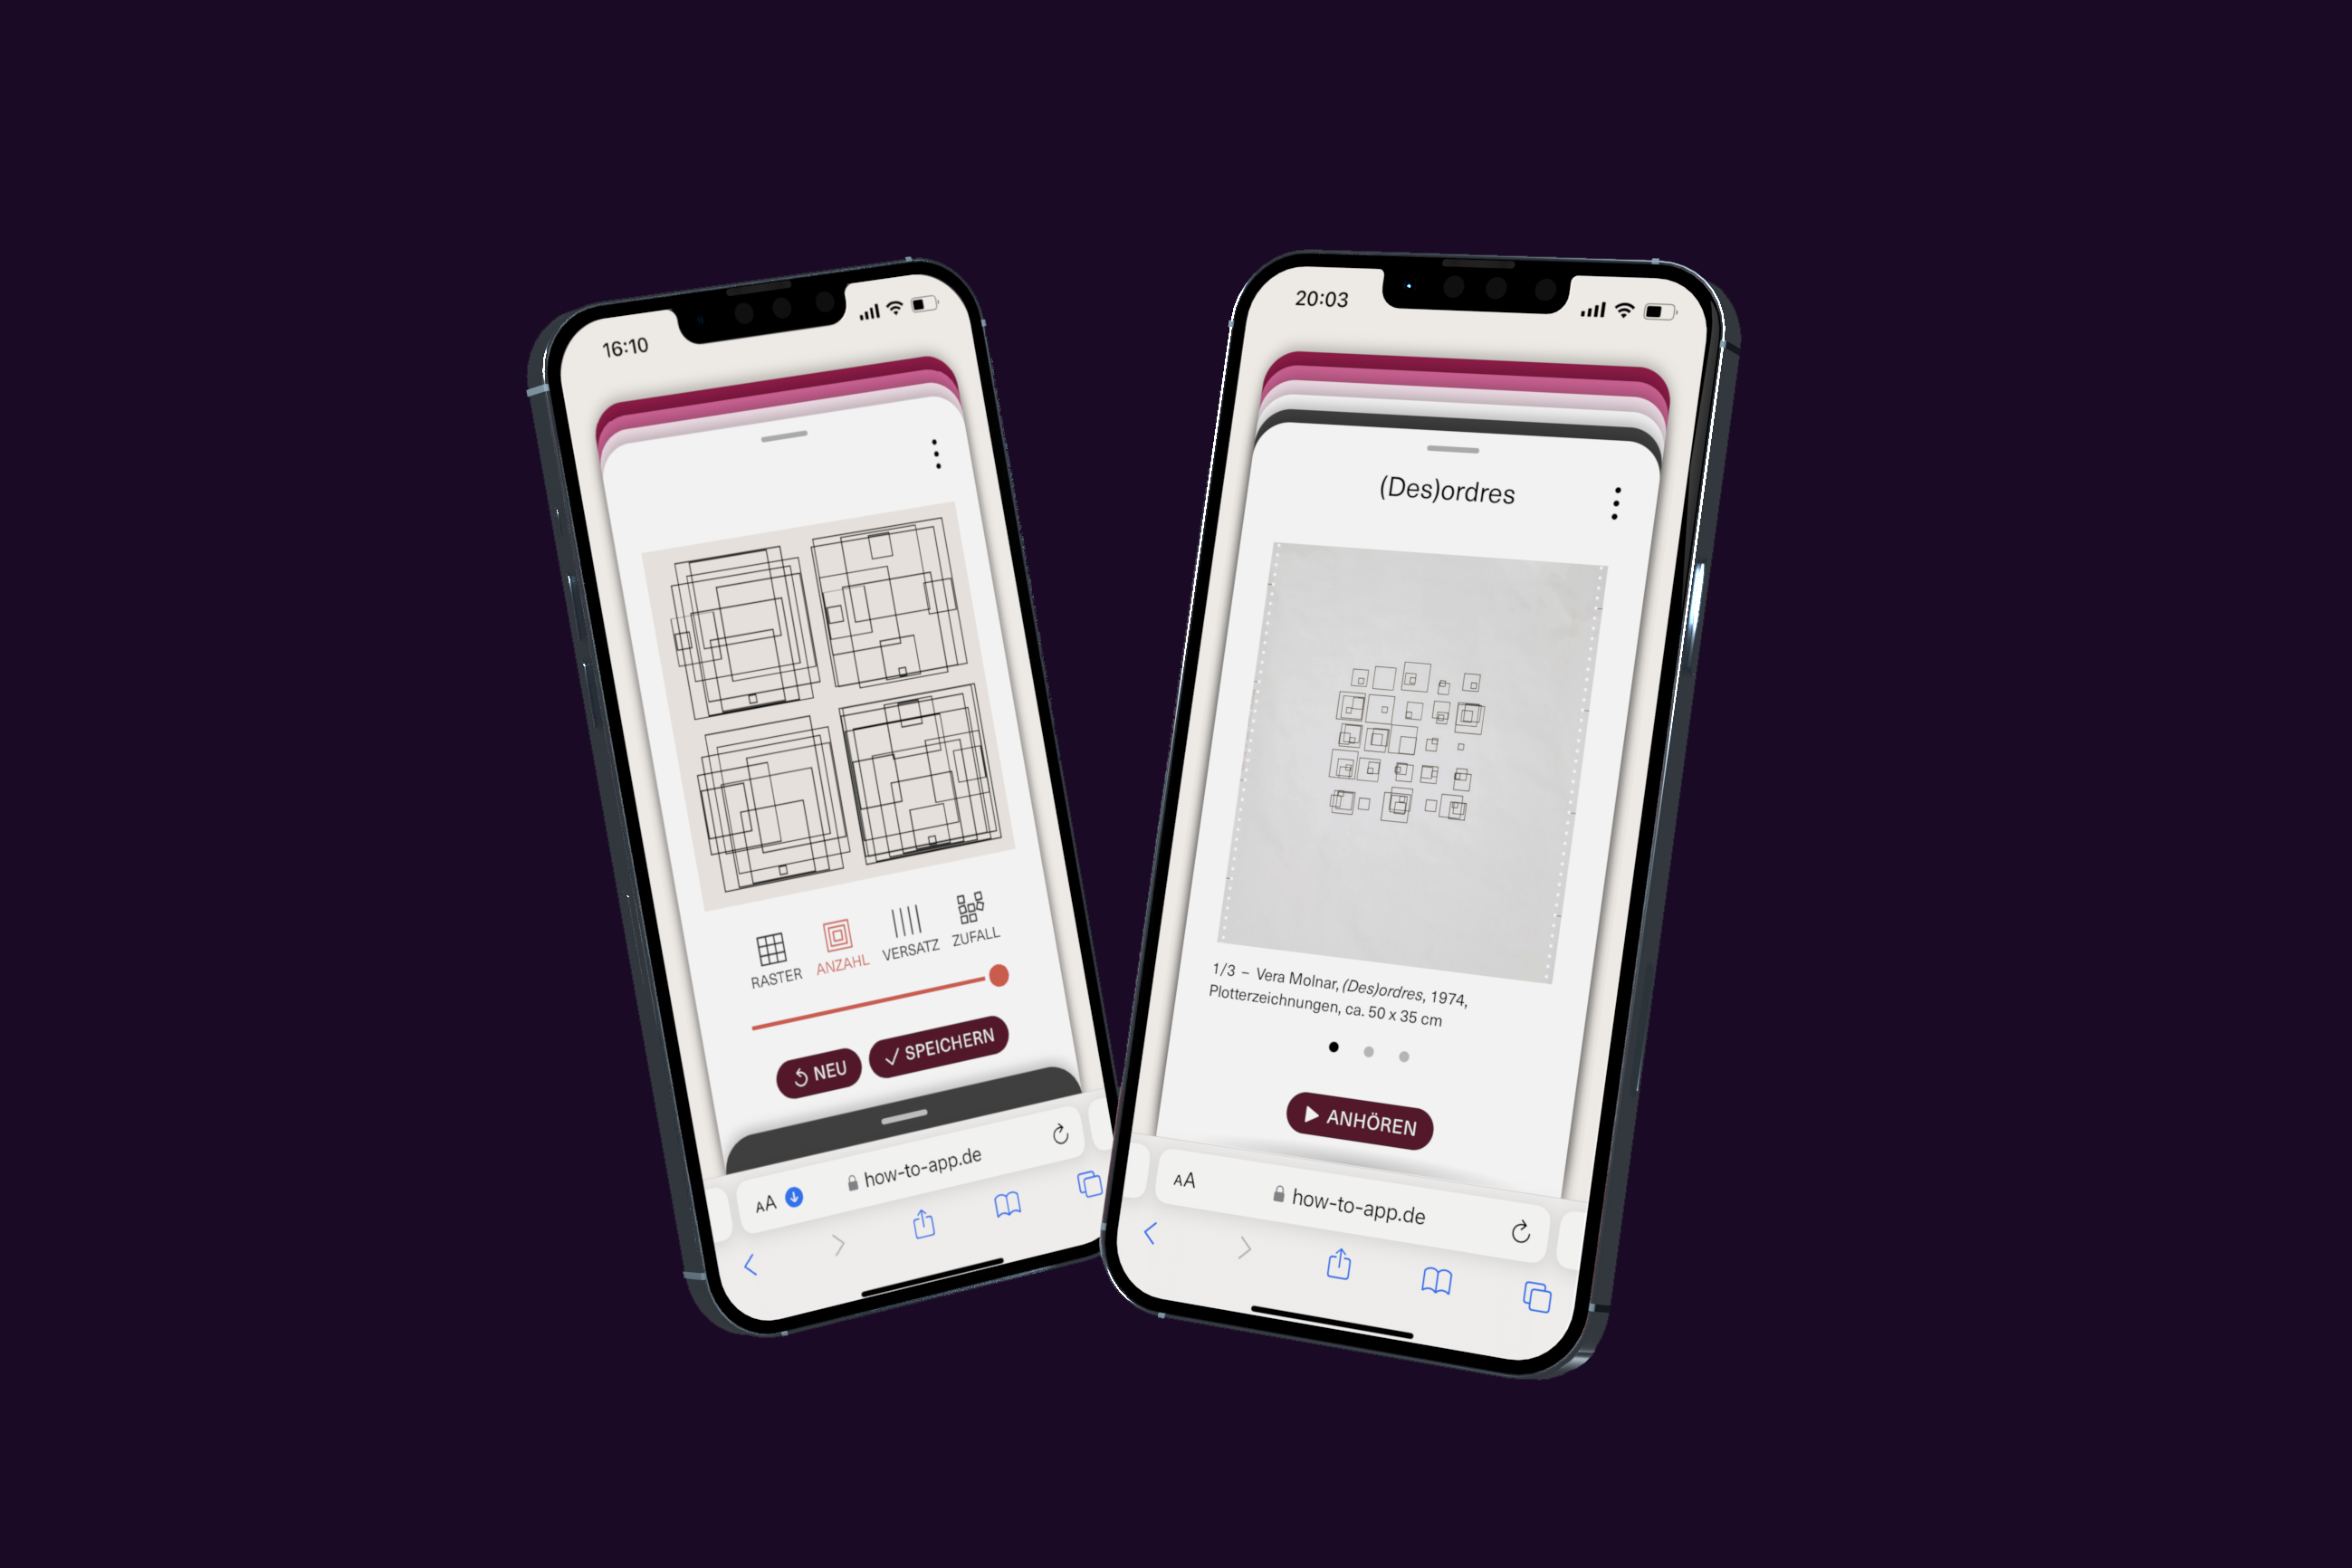 16:10
RASTER
ANZAHL
VERSATZ
ZUFALL
NEU
SPEICHERN
AA
how-to-app.de
20:03
(Des)ordres
1/3 – Vera Molnar, (Des)ordres, 1974,
Plotterzeichnungen, ca. 50 x 35 cm
ANHÖREN
AA
how-to-app.de